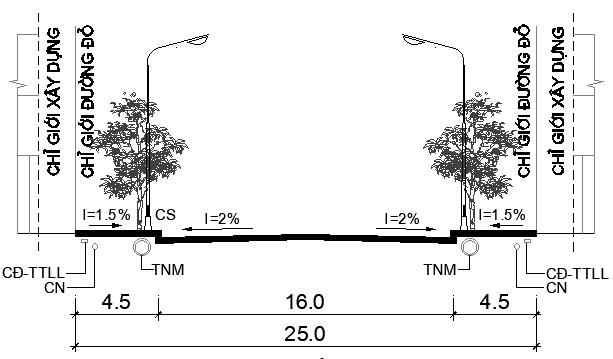 CHỈ GIỚI XÂY DỰNG
CHỈ GIỚI ĐƯỜNG ĐỎ
CHỈ GIỚI ĐƯỜNG ĐỎ
CHỈ GIỚI XÂY DỰNG
I=1.5%
CS
I=2%
I=2%
I=1.5%
CĐ-TTLL
CN
TNM
TNM
CĐ-TTLL
CN
4.5
16.0
4.5
25.0